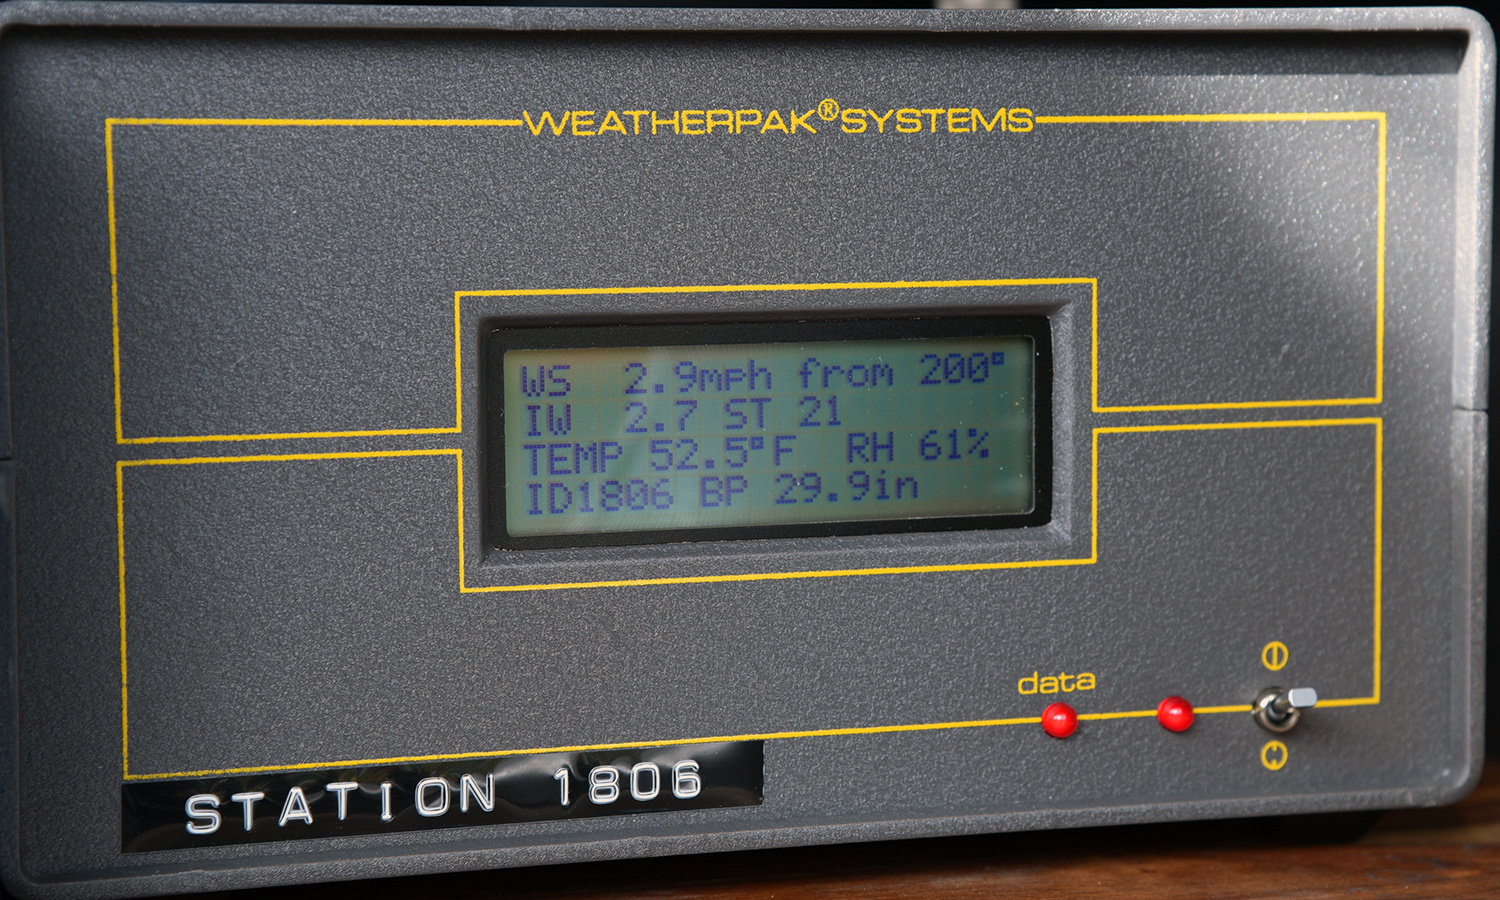 WEATHERPAK®SYSTEMS
WS 2.9mph from 200°
IW 2.7 ST 21
TEMP 52.5°F RH 61%
ID1806 BP 29.9in
data
STATION 1806